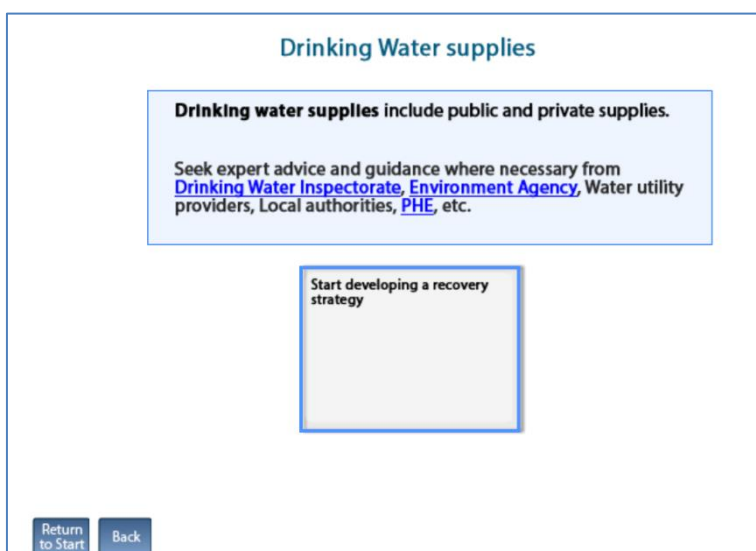 Drinking Water supplies
Drinking water supplies include public and private supplies.
Seek expert advice and guidance where necessary from
Drinking Water Inspectorate, Environment Agency, Water utility
providers, Local authorities, PHE, etc.
Start developing a recovery
strategy
Return
to Start
Back